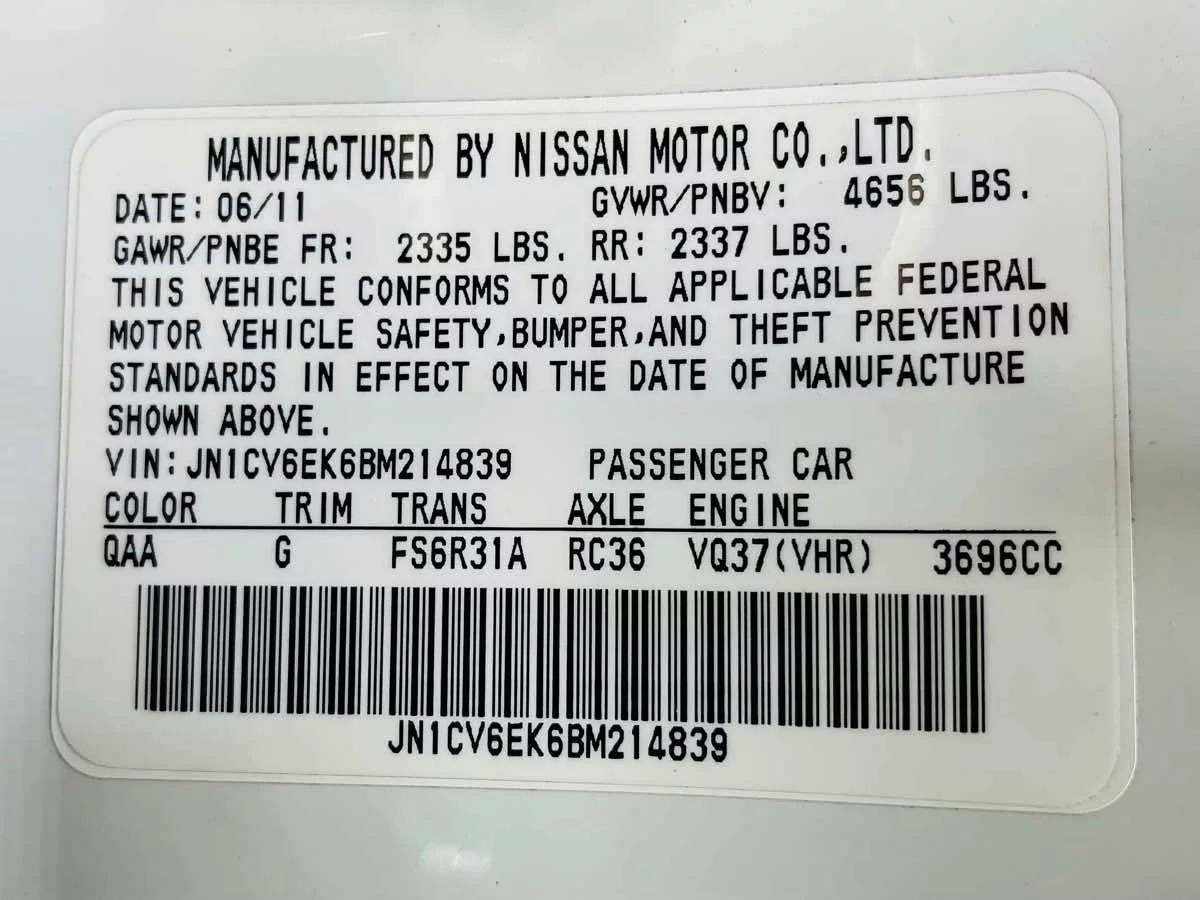 MANUFACTURED BY NISSAN MOTOR CO.,LTD.
DATE: 06/11 GVWR/PNBV: 4656 LBS.
GAWR/PNBE FR: 2335 LBS. RR: 2337 LBS.
THIS VEHICLE CONFORMS TO ALL APPLICABLE FEDERAL
MOTOR VEHICLE SAFETY,BUMPER,AND THEFT PREVENTION
STANDARDS IN EFFECT ON THE DATE OF MANUFACTURE
SHOWN ABOVE.
VIN:JN1CV6EK6BM214839 PASSENGER CAR
COLOR TRIM TRANS AXLE ENGINE
QAA G FS6R31A RC36 VQ37(VHR) 3696CC
JN1CV6EK6BM214839